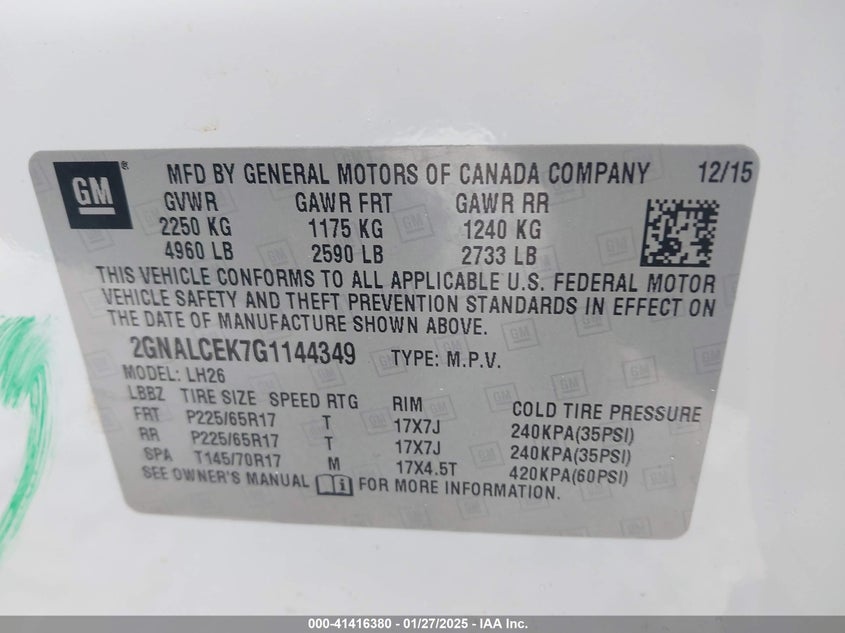 GM ® MFD BY GENERAL MOTORS OF CANADA COMPANY 12/15
GVWR GAWR FRT GAWR RR
2250 KG 1175 KG 1240 KG
4960 LB 2590 LB 2733 LB
THIS VEHICLE CONFORMS TO ALL APPLICABLE U.S. FEDERAL MOTOR
VEHICLE SAFETY AND THEFT PREVENTION STANDARDS IN EFFECT ON
THE DATE OF MANUFACTURE SHOWN ABOVE.
2GNALCEK7G1144349 TYPE: M.P.V.
MODEL: LH26
LBBZ TIRE SIZE SPEED RTG RIM COLD TIRE PRESSURE
FRT P225/65R17 T 17X7J 240KPA(35PSI)
RR P225/65R17 T 17X7J 240KPA(35PSI)
SPA T145/70R17 M 17X4.5T 420KPA(60PSI)
SEE OWNER'S MANUAL FOR MORE INFORMATION.
000-41416380 - 01/27/2025 - IAA Inc.